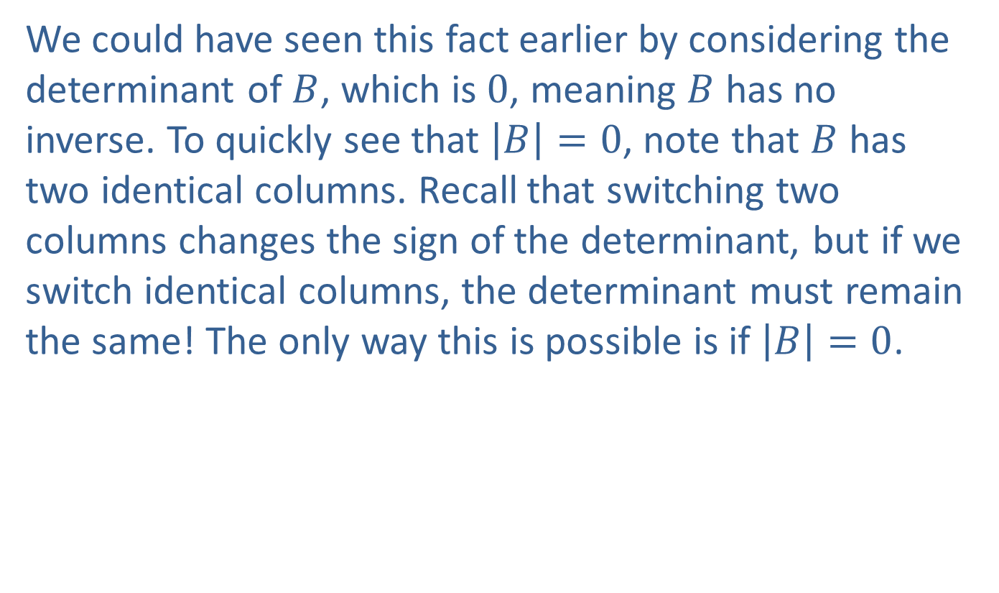 We could have seen this fact earlier by considering the
determinant of 𝐵, which is 0, meaning 𝐵 has no
inverse. To quickly see that |𝐵| = 0, note that 𝐵 has
two identical columns. Recall that switching two
columns changes the sign of the determinant, but if we
switch identical columns, the determinant must remain
the same! The only way this is possible is if |𝐵| = 0.